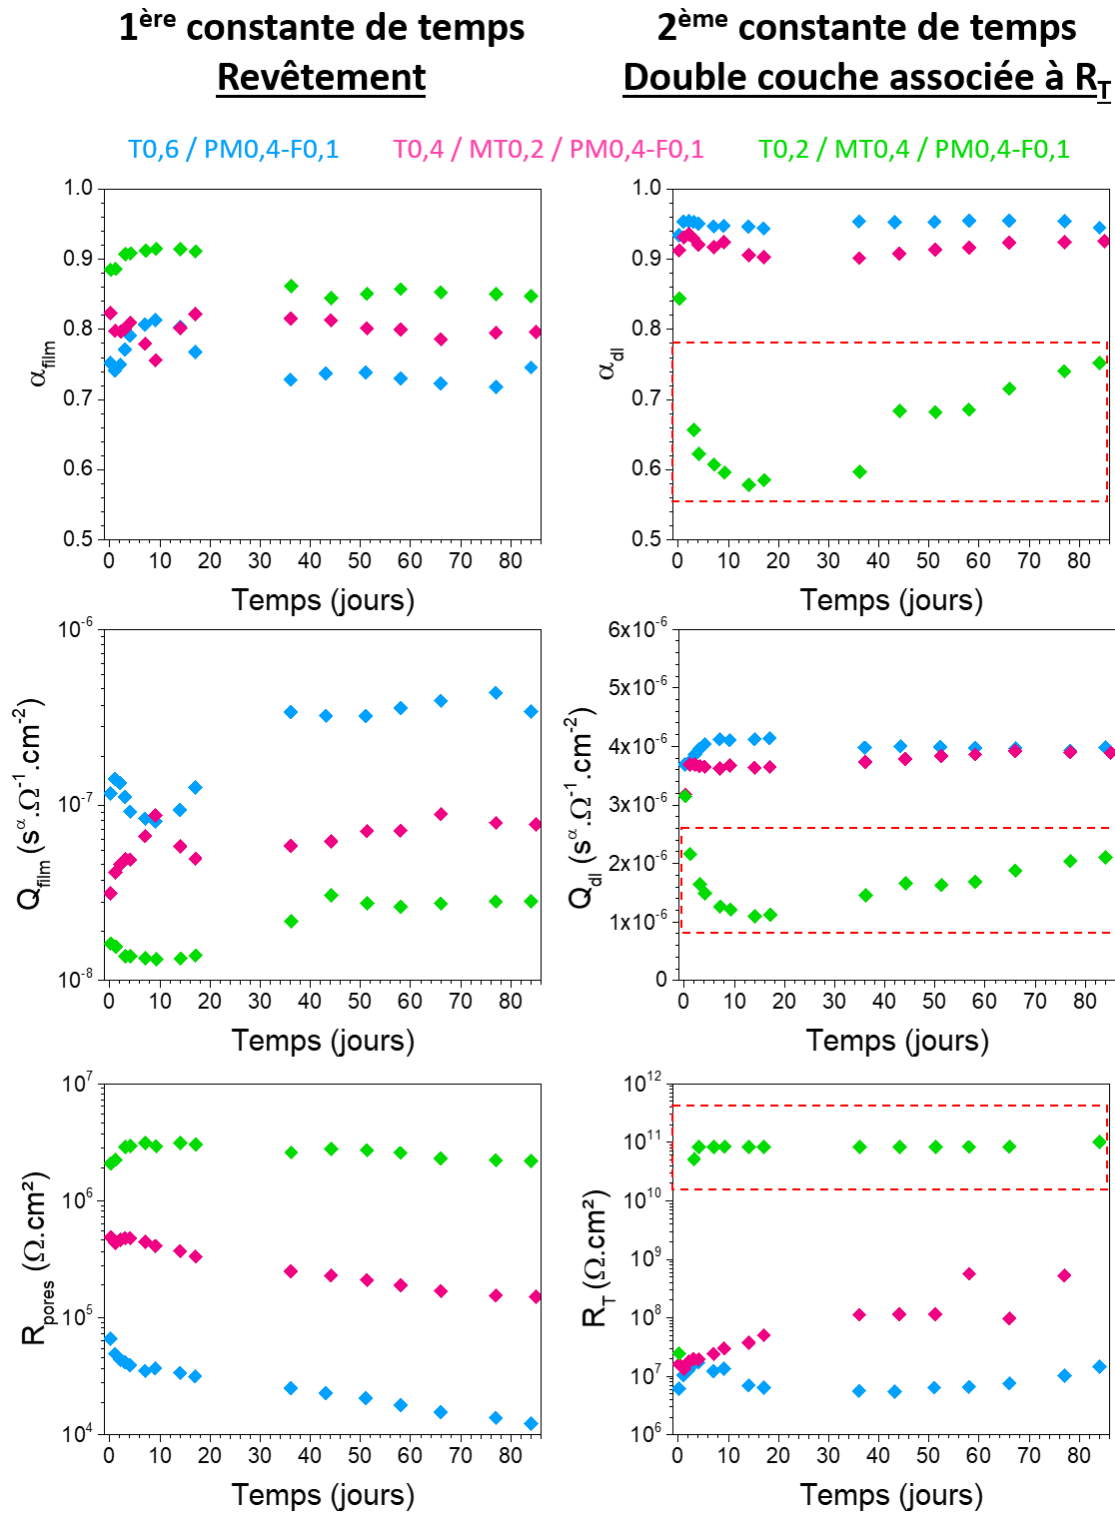 1ère constante de temps
Revêtement
2ème constante de temps
Double couche associée à RT
T0,6 / PM0,4-F0,1
T0,4 / MT0,2 / PM0,4-F0,1
T0,2 / MT0,4 / PM0,4-F0,1
1.0
0.9
0.8
0.7
0.6
0.5
αfilm
0 10 20 30 40 50 60 70 80
Temps (jours)
1.0
0.9
0.8
0.7
0.6
0.5
αdl
0 10 20 30 40 50 60 70 80
Temps (jours)
10⁻⁶
10⁻⁷
10⁻⁸
Qfilm (sα.Ω⁻¹.cm⁻²)
0 10 20 30 40 50 60 70 80
Temps (jours)
6x10⁻⁶
5x10⁻⁶
4x10⁻⁶
3x10⁻⁶
2x10⁻⁶
1x10⁻⁶
0
Qdl (sα.Ω⁻¹.cm⁻²)
0 10 20 30 40 50 60 70 80
Temps (jours)
10⁷
10⁶
10⁵
10⁴
Rpores (Ω.cm²)
0 10 20 30 40 50 60 70 80
Temps (jours)
10¹²
10¹¹
10¹⁰
10⁹
10⁸
10⁷
10⁶
RT (Ω.cm²)
0 10 20 30 40 50 60 70 80
Temps (jours)